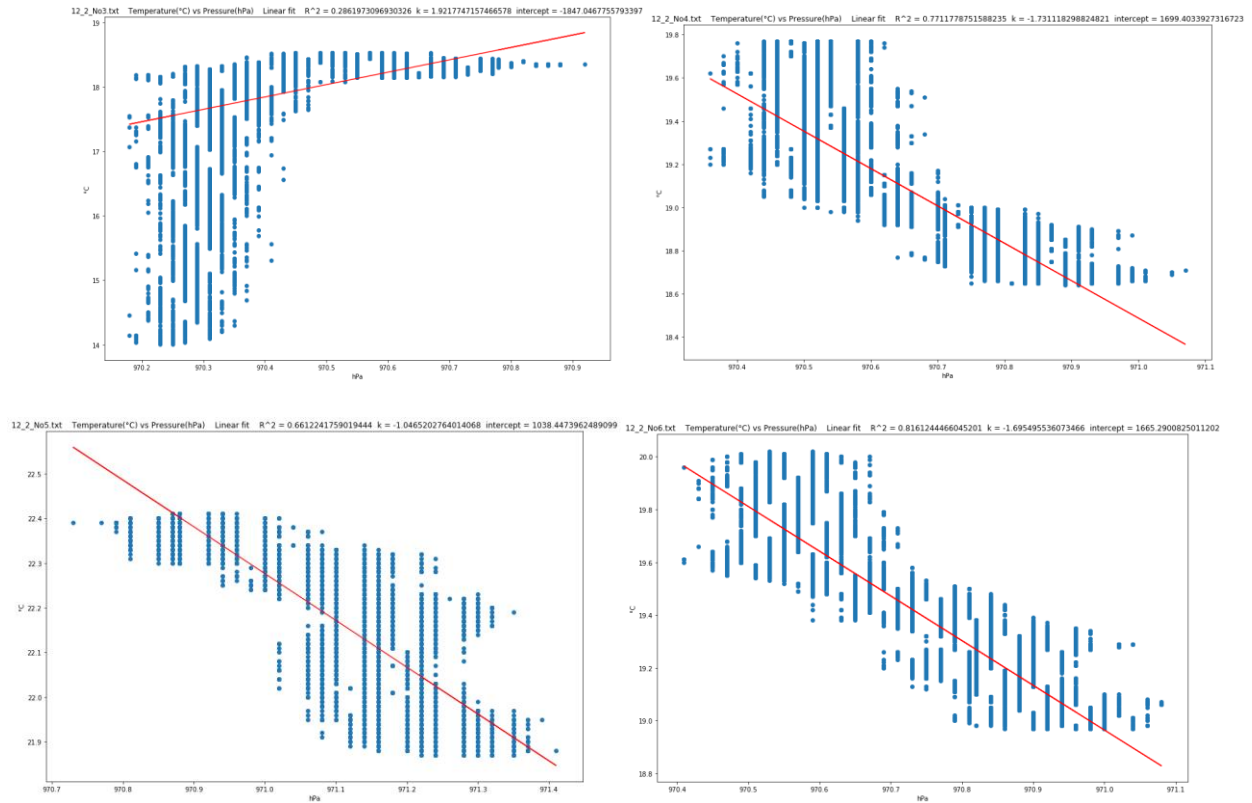 12_2_No3.txt Temperature(°C) vs Pressure(hPa) Linear fit R^2 = 0.2861973096930326 k = 1.9217747157466578 intercept = -1847.0467755793397
19
18
17
16
15
14
°C
970.2 970.3 970.4 970.5 970.6 970.7 970.8 970.9
hPa
12_2_No4.txt Temperature(°C) vs Pressure(hPa) Linear fit R^2 = 0.7711778751588235 k = -1.731118298824821 intercept = 1699.4033927316723
19.8
19.6
19.4
19.2
19.0
18.8
18.6
18.4
°C
970.4 970.5 970.6 970.7 970.8 970.9 971.0 971.1
hPa
12_2_No5.txt Temperature(°C) vs Pressure(hPa) Linear fit R^2 = 0.6612241759019444 k = -1.0465202764014068 intercept = 1038.4473962489099
22.5
22.4
22.3
22.2
22.1
22.0
21.9
°C
970.7 970.8 970.9 971.0 971.1 971.2 971.3 971.4
hPa
12_2_No6.txt Temperature(°C) vs Pressure(hPa) Linear fit R^2 = 0.8161244466045201 k = -1.695495536073466 intercept = 1665.2900825011202
20.0
19.8
19.6
19.4
19.2
19.0
18.8
°C
970.4 970.5 970.6 970.7 970.8 970.9 971.0 971.1
hPa